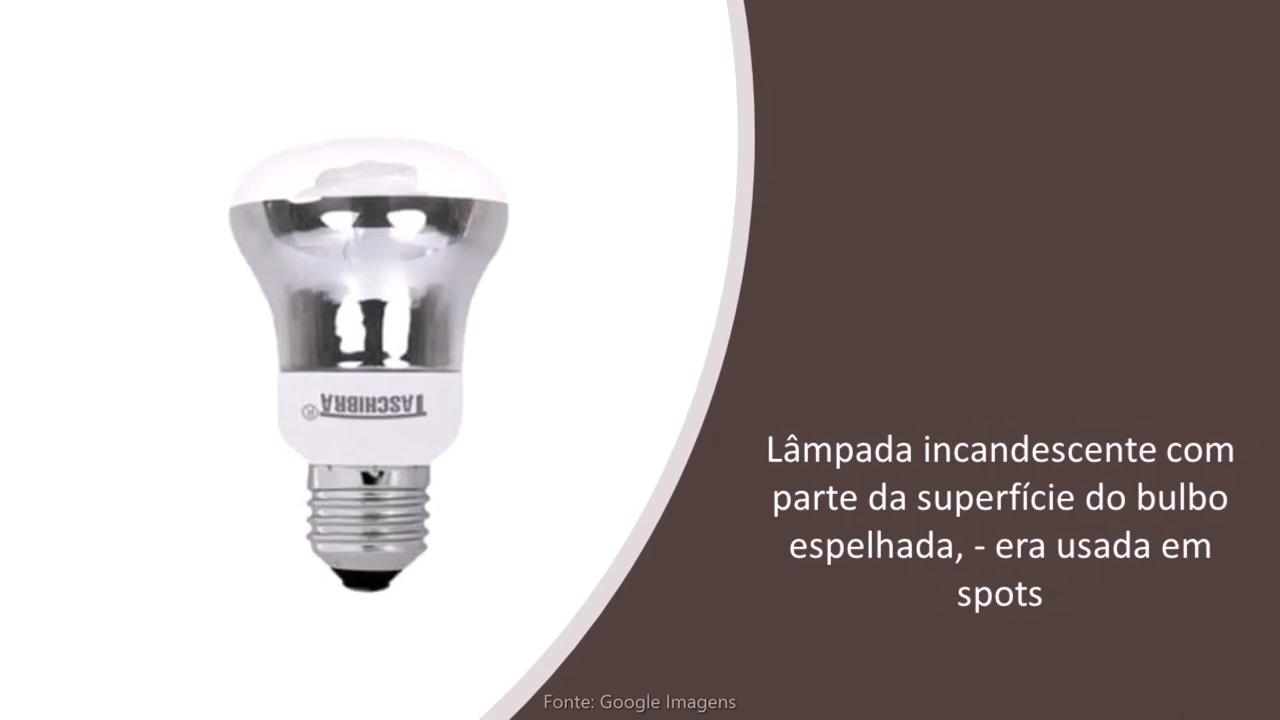 TASCHIBRA®
Lâmpada incandescente com
parte da superfície do bulbo
espelhada, - era usada em
spots
Fonte: Google Imagens